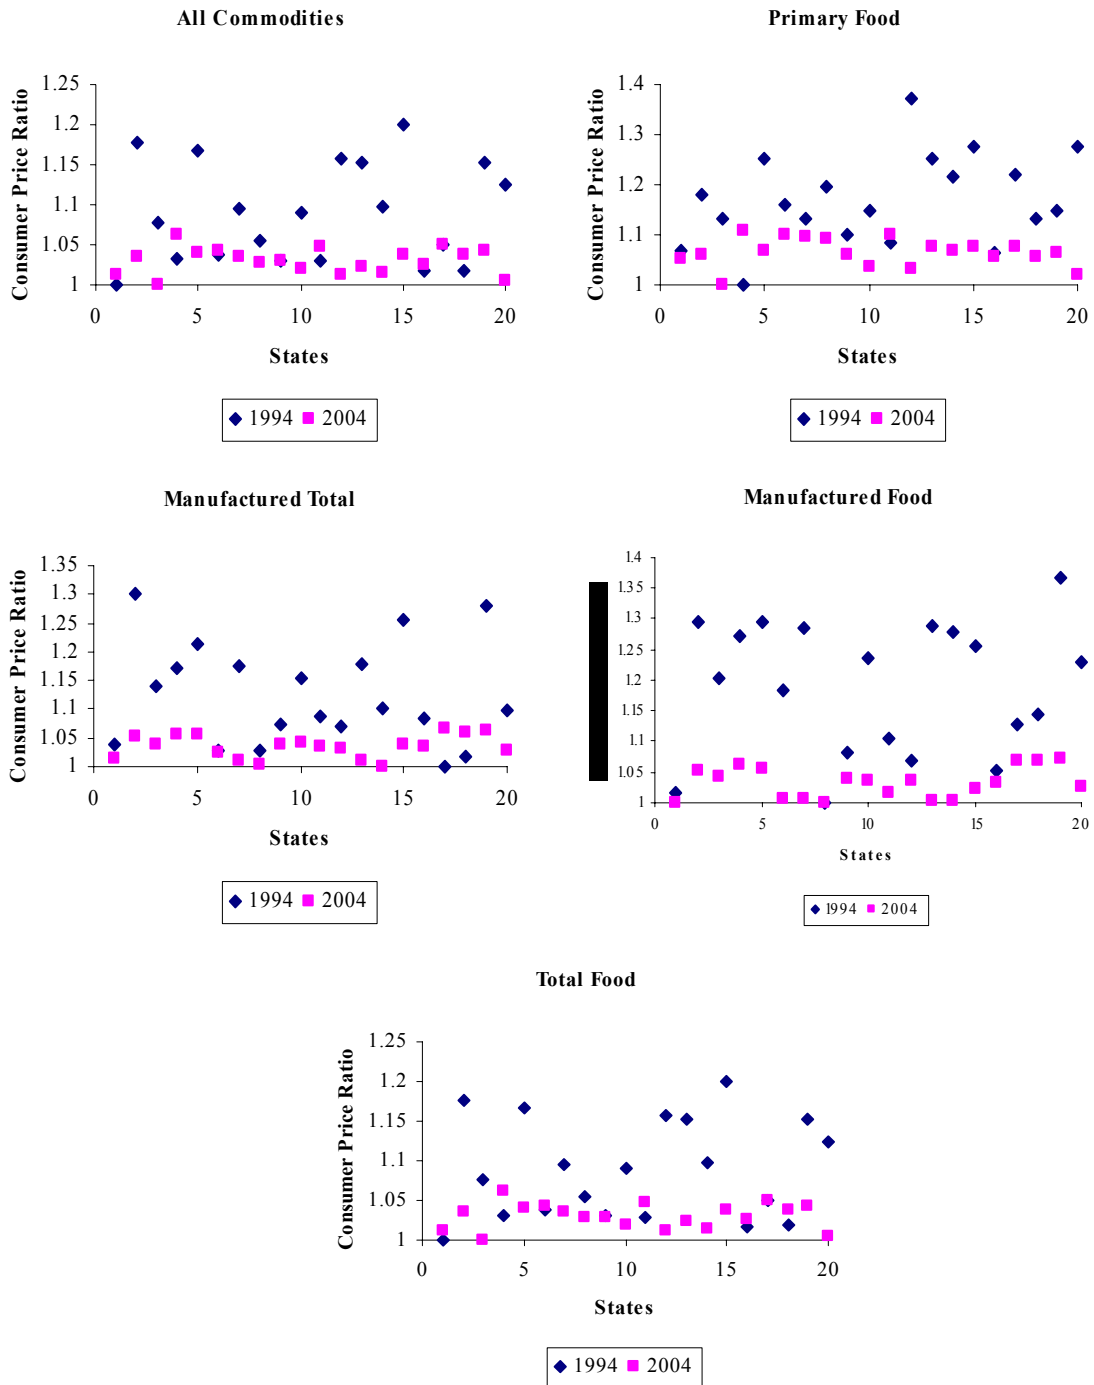 All Commodities
Primary Food
Consumer Price Ratio
1.25
1.2
1.15
1.1
1.05
1
0 5 10 15 20
States
1994 2004
Consumer Price Ratio
1.4
1.3
1.2
1.1
1
0 5 10 15 20
States
1994 2004
Manufactured Total
Manufactured Food
Consumer Price Ratio
1.35
1.3
1.25
1.2
1.15
1.1
1.05
1
0 5 10 15 20
States
1994 2004
1.4
1.35
1.3
1.25
1.2
1.15
1.1
1.05
1
0 5 10 15 20
States
1994 2004
Total Food
Consumer Price Ratio
1.25
1.2
1.15
1.1
1.05
1
0 5 10 15 20
States
1994 2004